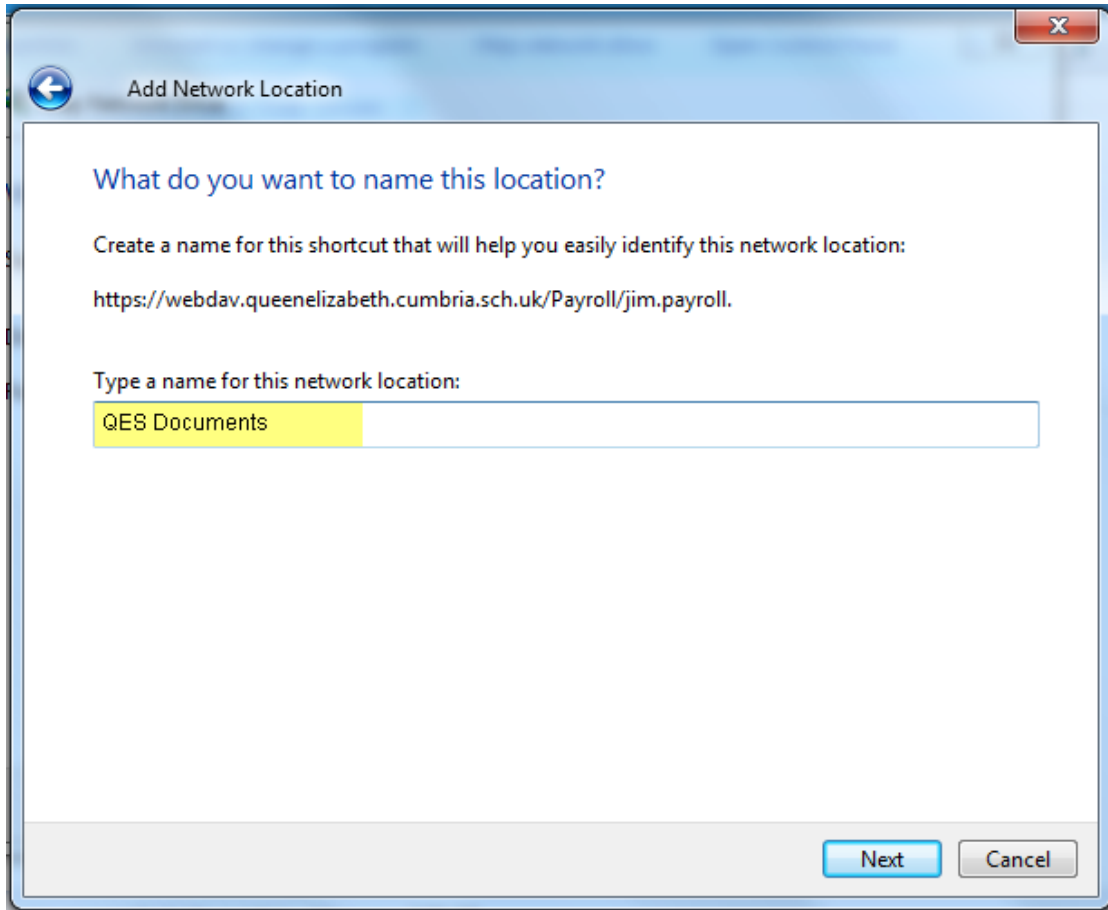 Add Network Location
What do you want to name this location?
Create a name for this shortcut that will help you easily identify this network location:
https://webdav.queenelizabeth.cumbria.sch.uk/Payroll/jim.payroll.
Type a name for this network location:
QES Documents
Next
Cancel